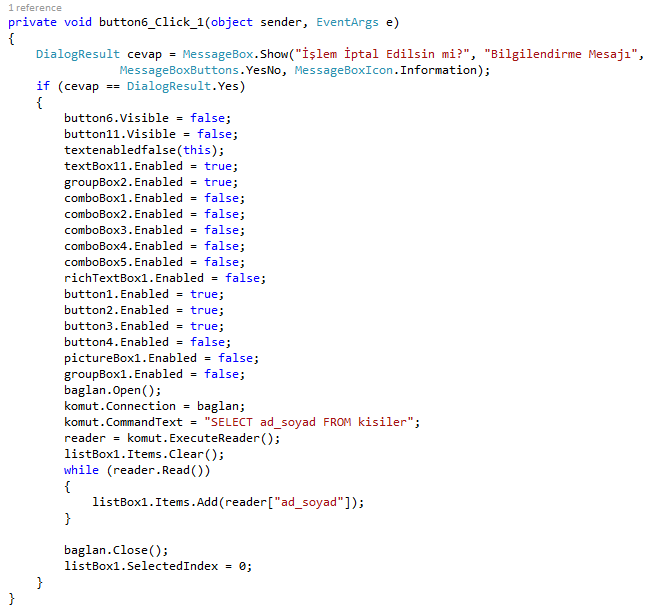 1 reference
private void button6_Click_1(object sender, EventArgs e)
{
    DialogResult cevap = MessageBox.Show("İşlem İptal Edilsin mi?", "Bilgilendirme Mesajı",
                MessageBoxButtons.YesNo, MessageBoxIcon.Information);
    if (cevap == DialogResult.Yes)
    {
        button6.Visible = false;
        button11.Visible = false;
        textenabledfalse(this);
        textBox11.Enabled = true;
        groupBox2.Enabled = true;
        comboBox1.Enabled = false;
        comboBox2.Enabled = false;
        comboBox3.Enabled = false;
        comboBox4.Enabled = false;
        comboBox5.Enabled = false;
        richTextBox1.Enabled = false;
        button1.Enabled = true;
        button2.Enabled = true;
        button3.Enabled = true;
        button4.Enabled = false;
        pictureBox1.Enabled = false;
        groupBox1.Enabled = false;
        baglan.Open();
        komut.Connection = baglan;
        komut.CommandText = "SELECT ad_soyad FROM kisiler";
        reader = komut.ExecuteReader();
        listBox1.Items.Clear();
        while (reader.Read())
        {
            listBox1.Items.Add(reader["ad_soyad"]);
        }

        baglan.Close();
        listBox1.SelectedIndex = 0;
    }
}